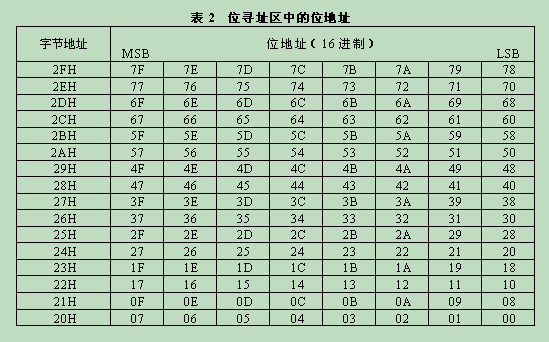 表 2 位寻址区中的位地址
字节地址 位地址（16 进制）
MSB LSB
2FH 7F 7E 7D 7C 7B 7A 79 78
2EH 77 76 75 74 73 72 71 70
2DH 6F 6E 6D 6C 6B 6A 69 68
2CH 67 66 65 64 63 62 61 60
2BH 5F 5E 5D 5C 5B 5A 59 58
2AH 57 56 55 54 53 52 51 50
29H 4F 4E 4D 4C 4B 4A 49 48
28H 47 46 45 44 43 42 41 40
27H 3F 3E 3D 3C 3B 3A 39 38
26H 37 36 35 34 33 32 31 30
25H 2F 2E 2D 2C 2B 2A 29 28
24H 27 26 25 24 23 22 21 20
23H 1F 1E 1D 1C 1B 1A 19 18
22H 17 16 15 14 13 12 11 10
21H 0F 0E 0D 0C 0B 0A 09 08
20H 07 06 05 04 03 02 01 00